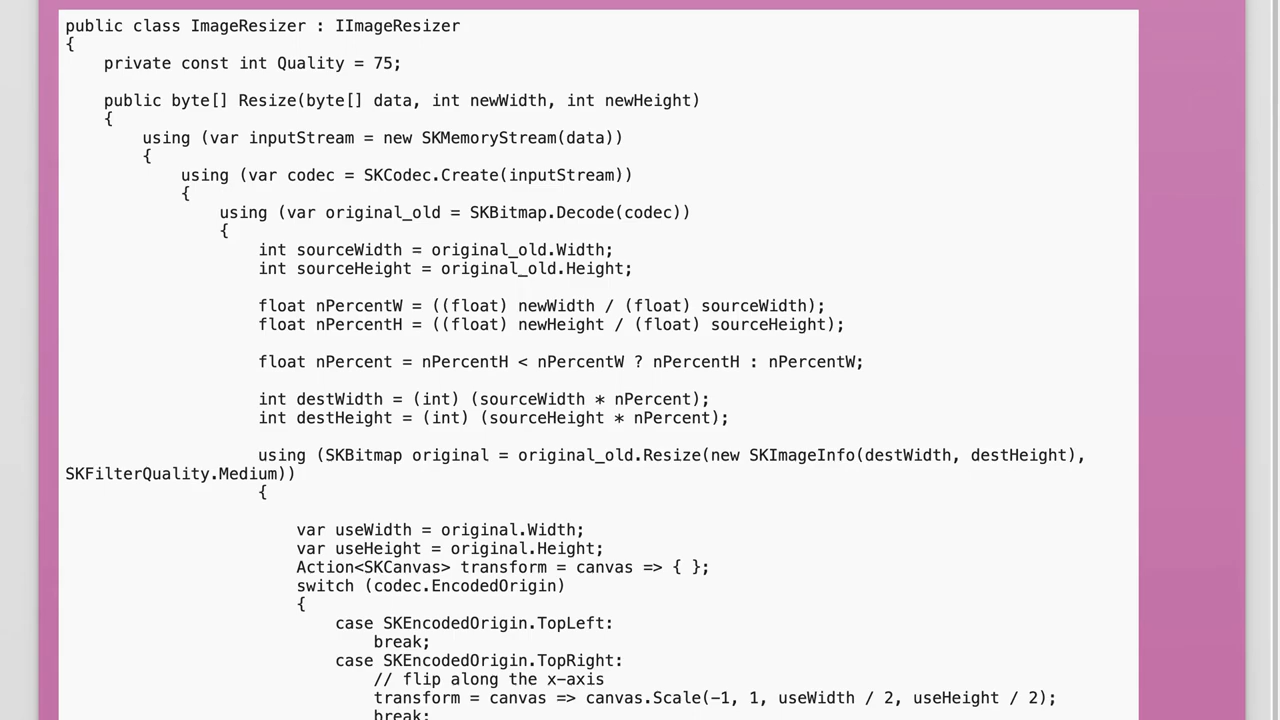 public class ImageResizer : IImageResizer
{
    private const int Quality = 75;

    public byte[] Resize(byte[] data, int newWidth, int newHeight)
    {
        using (var inputStream = new SKMemoryStream(data))
        {
            using (var codec = SKCodec.Create(inputStream))
            {
                using (var original_old = SKBitmap.Decode(codec))
                {
                    int sourceWidth = original_old.Width;
                    int sourceHeight = original_old.Height;

                    float nPercentW = ((float) newWidth / (float) sourceWidth);
                    float nPercentH = ((float) newHeight / (float) sourceHeight);

                    float nPercent = nPercentH < nPercentW ? nPercentH : nPercentW;

                    int destWidth = (int) (sourceWidth * nPercent);
                    int destHeight = (int) (sourceHeight * nPercent);

                    using (SKBitmap original = original_old.Resize(new SKImageInfo(destWidth, destHeight),
SKFilterQuality.Medium))
                    {

                        var useWidth = original.Width;
                        var useHeight = original.Height;
                        Action<SKCanvas> transform = canvas => { };
                        switch (codec.EncodedOrigin)
                        {
                            case SKEncodedOrigin.TopLeft:
                                break;
                            case SKEncodedOrigin.TopRight:
                                // flip along the x-axis
                                transform = canvas => canvas.Scale(-1, 1, useWidth / 2, useHeight / 2);
                                break;